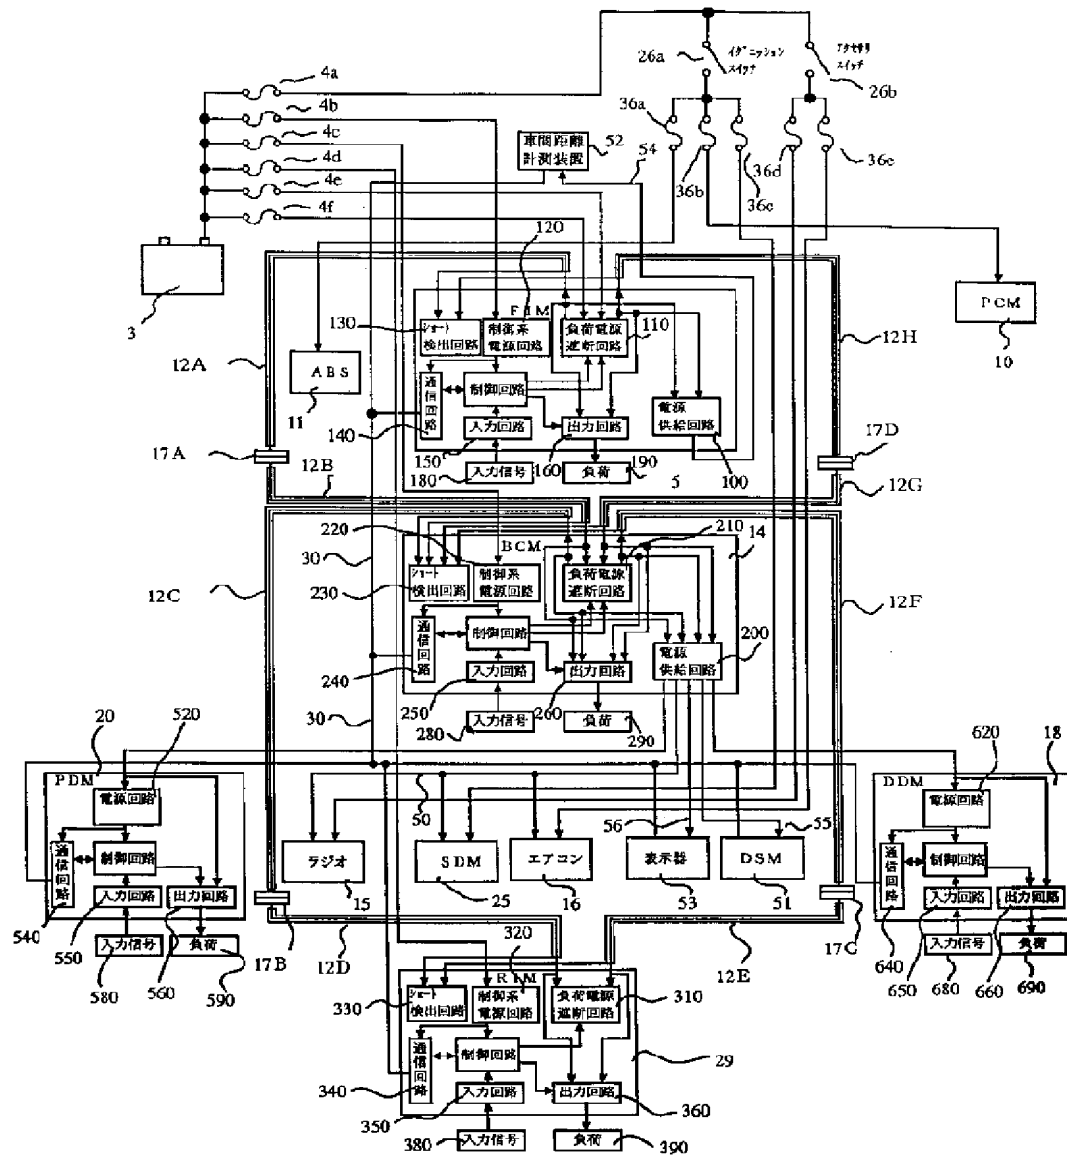 4a
4b
4c
4d
4e
4f
3
26a
イグニッション
スイッチ
アクセサリ
スイッチ
26b
36a
36b
36c
36d
36e
車間距離
計測装置
52
54
120
FIM
130
ショート
検出回路
制御系
電源回路
負荷電源
遮断回路
110
PCM
10
12A
12H
ABS
11
通信回路
制御回路
140
入力回路
150
出力回路
160
電源
供給回路
100
入力信号
180
負荷
190
5
17A
17D
12B
12G
220
BCM
210
14
30
ショート
検出回路
230
制御系
電源回路
負荷電源
遮断回路
12C
12F
通信回路
制御回路
240
入力回路
250
出力回路
260
電源
供給回路
200
入力信号
280
負荷
290
30
20
520
PDM
電源回路
通信回路
制御回路
入力回路
出力回路
540
550
560
入力信号
580
負荷
590
620
18
DDM
電源回路
通信回路
制御回路
入力回路
出力回路
640
650
660
入力信号
680
負荷
690
50
56
55
ラジオ
15
SDM
25
エアコン
16
表示器
53
DSM
51
17B
17C
12D
12E
320
RIM
330
ショート
検出回路
制御系
電源回路
負荷電源
遮断回路
310
29
通信回路
制御回路
340
入力回路
350
出力回路
360
入力信号
380
負荷
390